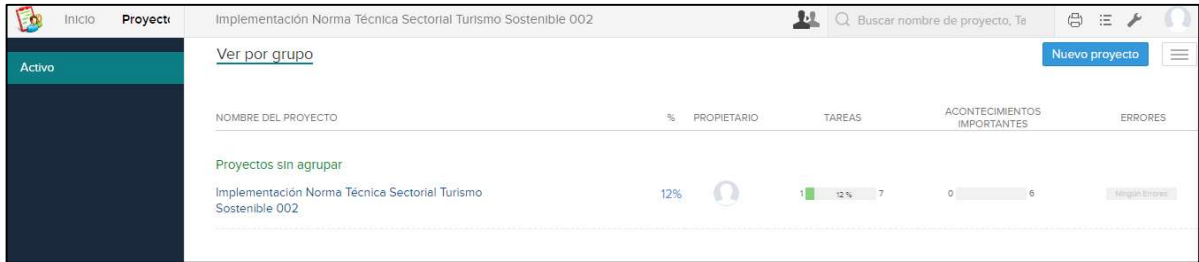 Inicio Proyecto Implementación Norma Técnica Sectorial Turismo Sostenible 002 Buscar nombre de proyecto, Ta
Activo
Ver por grupo Nuevo proyecto
NOMBRE DEL PROYECTO % PROPIETARIO TAREAS ACONTECIMIENTOS IMPORTANTES ERRORES
Proyectos sin agrupar
Implementación Norma Técnica Sectorial Turismo
Sostenible 002
12% 1 12 % 7 0 6 Ningún Errores